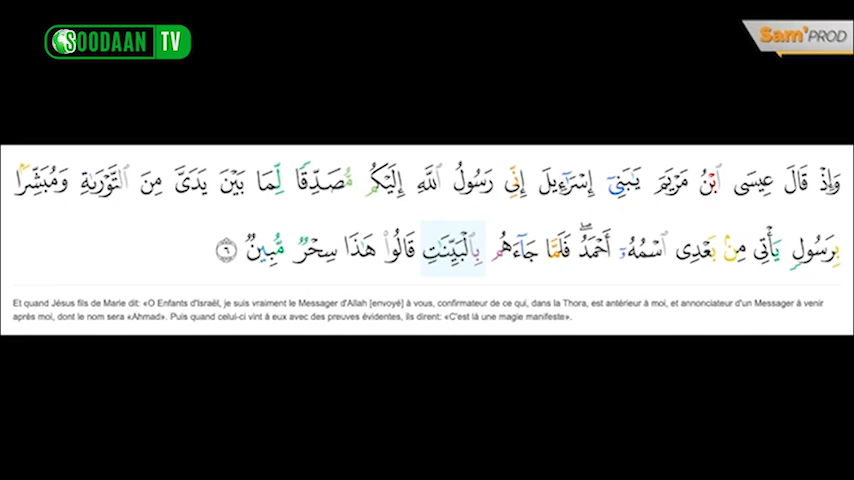 SOODAAN TV
Sam'PROD
وَإِذْ قَالَ عِيسَى ٱبْنُ مَرْيَمَ يَـٰبَنِىٓ إِسْرَٰٓءِيلَ إِنِّى رَسُولُ ٱللَّهِ إِلَيْكُم مُّصَدِّقًا لِّمَا بَيْنَ يَدَىَّ مِنَ ٱلتَّوْرَىٰةِ وَمُبَشِّرًۢا
بِرَسُولٍ يَأْتِى مِنۢ بَعْدِى ٱسْمُهُۥٓ أَحْمَدُ ۖ فَلَمَّا جَآءَهُم بِٱلْبَيِّنَـٰتِ قَالُوا۟ هَـٰذَا سِحْرٌ مُّبِينٌ ٦
Et quand Jésus fils de Marie dit: «O Enfants d'Israël, je suis vraiment le Messager d'Allah [envoyé] à vous, confirmateur de ce qui, dans la Thora, est antérieur à moi, et annonciateur d'un Messager à venir
après moi, dont le nom sera «Ahmad». Puis quand celui-ci vint à eux avec des preuves évidentes, ils dirent: «C'est là une magie manifeste».